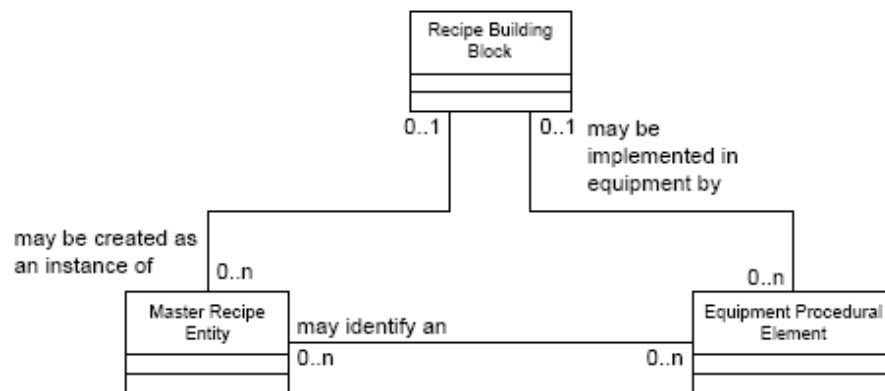 Recipe Building
Block
0..1
0..1
may be
implemented in
equipment by
may be created as
an instance of
0..n
0..n
Master Recipe
Entity
may identify an
0..n
0..n
Equipment Procedural
Element